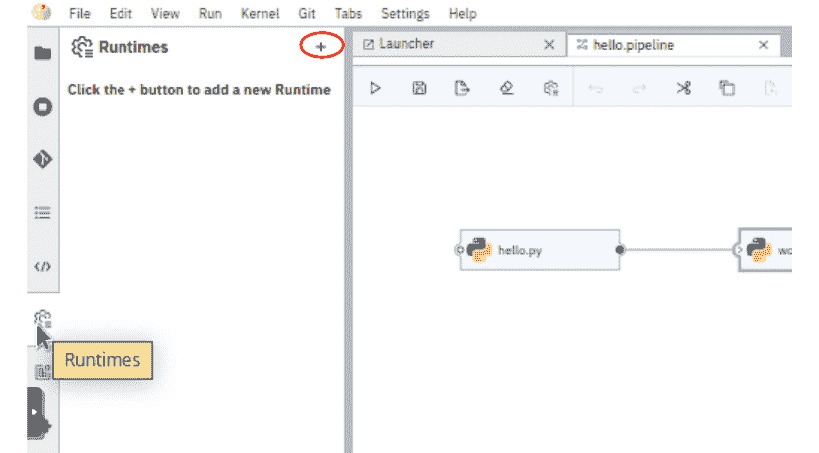 File Edit View Run Kernel Git Tabs Settings Help
Runtimes +
Launcher hello.pipeline
Click the + button to add a new Runtime
hello.py
wo
Runtimes